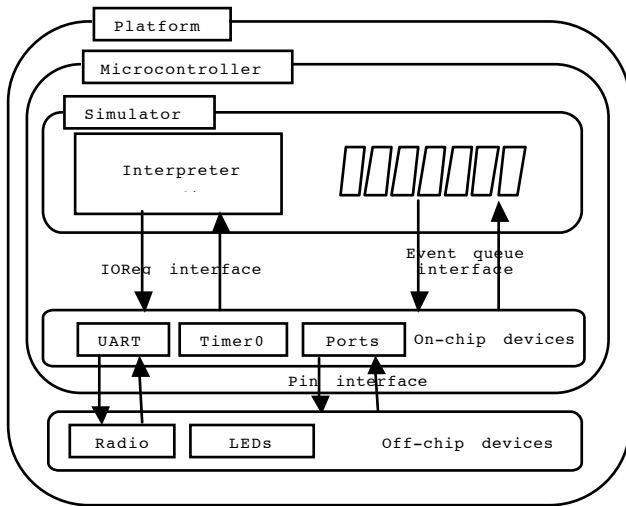 Platform
Microcontroller
Simulator
Interpreter
IOReg interface
Event queue
interface
UART
Timer0
Ports
On-chip devices
Pin interface
Radio
LEDs
Off-chip devices